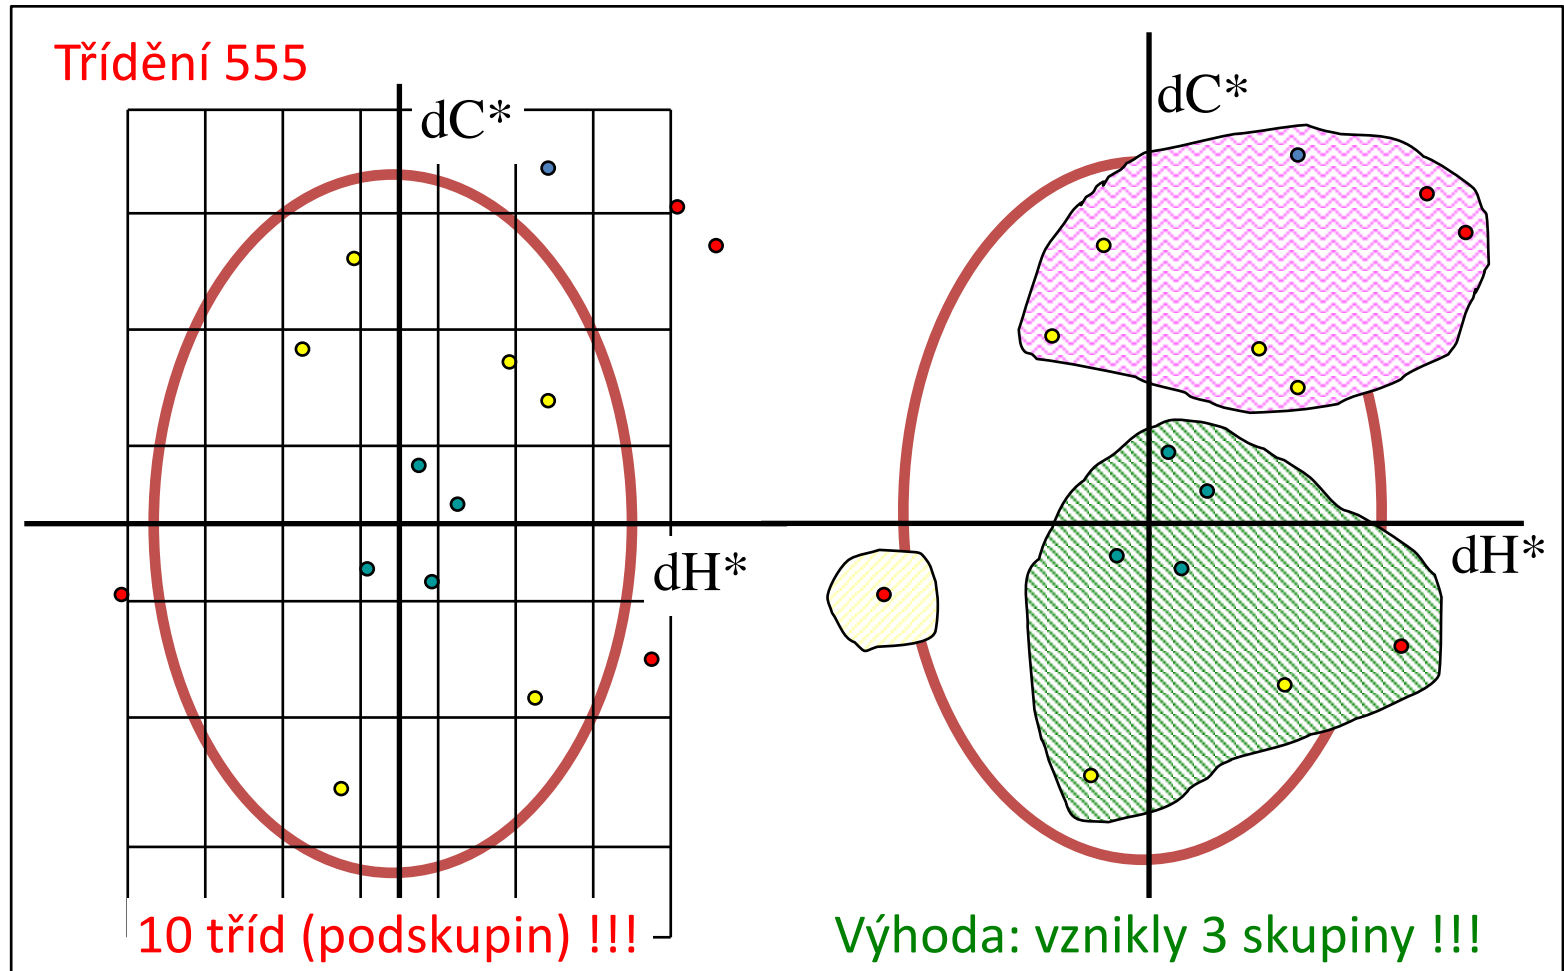 Třídění 555
dC*
dH*
10 tříd (podskupin) !!!
dC*
dH*
Výhoda: vznikly 3 skupiny !!!